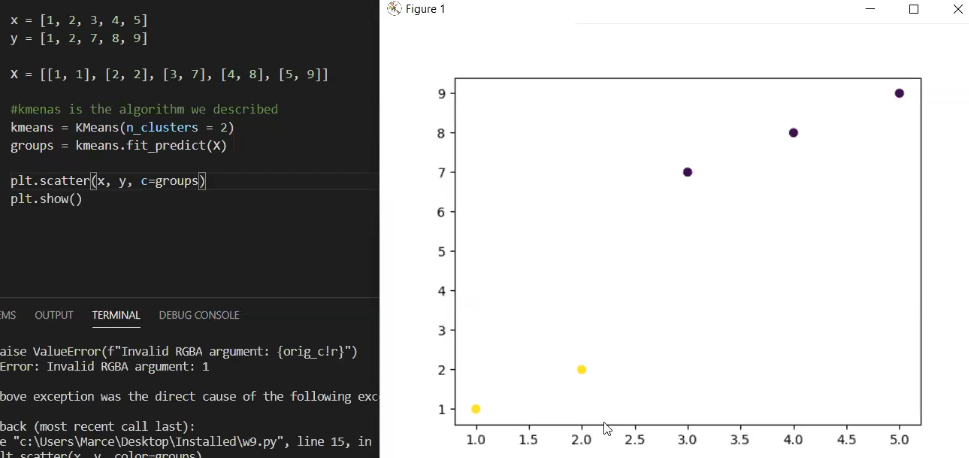 x = [1, 2, 3, 4, 5]
y = [1, 2, 7, 8, 9]
X = [[1, 1], [2, 2], [3, 7], [4, 8], [5, 9]]
#kmenas is the algorithm we described
kmeans = KMeans(n_clusters = 2)
groups = kmeans.fit_predict(X)
plt.scatter(x, y, c=groups)
plt.show()
EMS OUTPUT TERMINAL DEBUG CONSOLE
aise ValueError(f"Invalid RGBA argument: {orig_c!r}")
Error: Invalid RGBA argument: 1
bove exception was the direct cause of the following exc
back (most recent call last):
e "c:\Users\Marce\Desktop\Installed\w9.py", line 15, in
lt.scatter(x, y, color=groups)
Figure 1
9
8
7
6
5
4
3
2
1
1.0 1.5 2.0 2.5 3.0 3.5 4.0 4.5 5.0